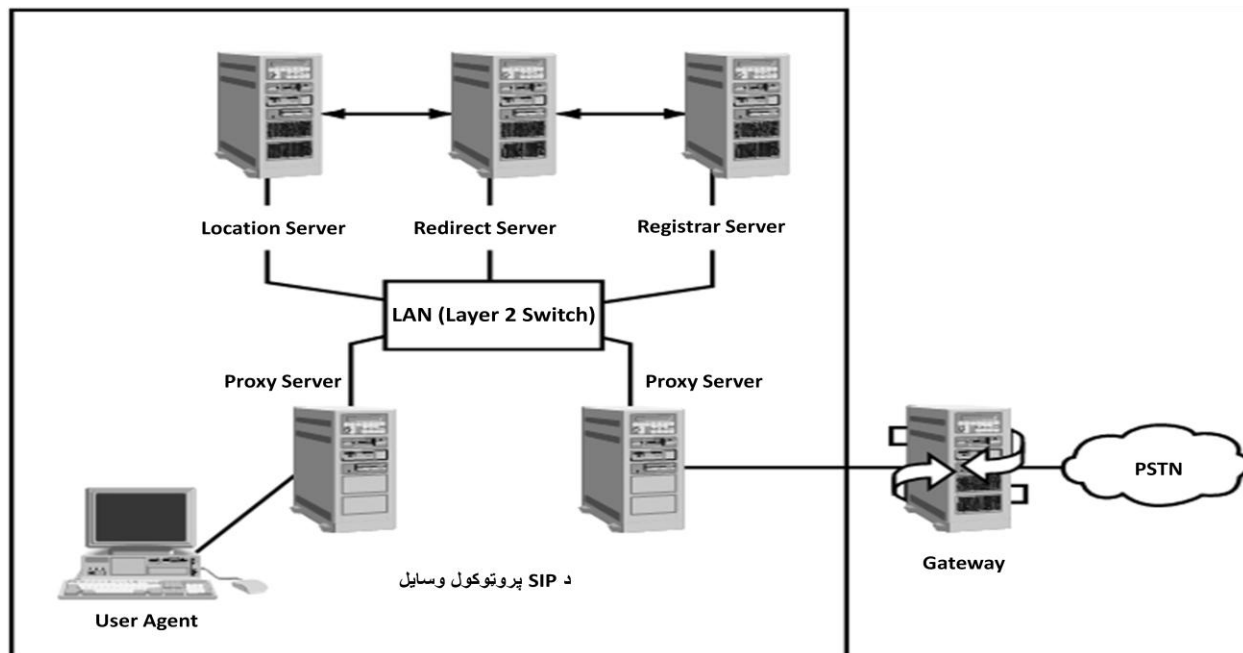 Location Server
Redirect Server
Registrar Server
LAN (Layer 2 Switch)
Proxy Server
Proxy Server
PSTN
Gateway
د SIP پروټوکول وسایل
User Agent